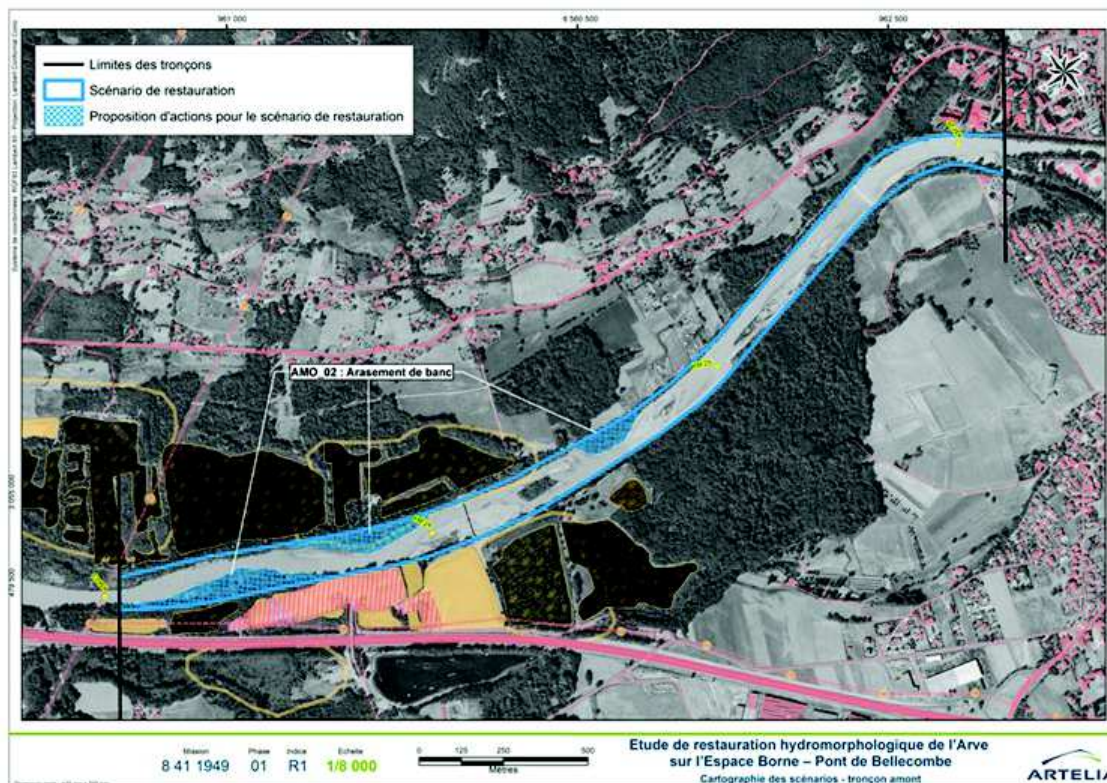 961 000
6 560 500
962 500
Limites des tronçons
Scénario de restauration
Proposition d'actions pour le scénario de restauration
AMO_02 : Arasement de banc
479 500
Mission
Phase
Indice
Echelle
8 41 1949
01
R1
1/8 000
0
125
250
500
Mètres
Etude de restauration hydromorphologique de l'Arve
sur l'Espace Borne – Pont de Bellecombe
Cartographie des scénarios - tronçon amont
ARTELIA